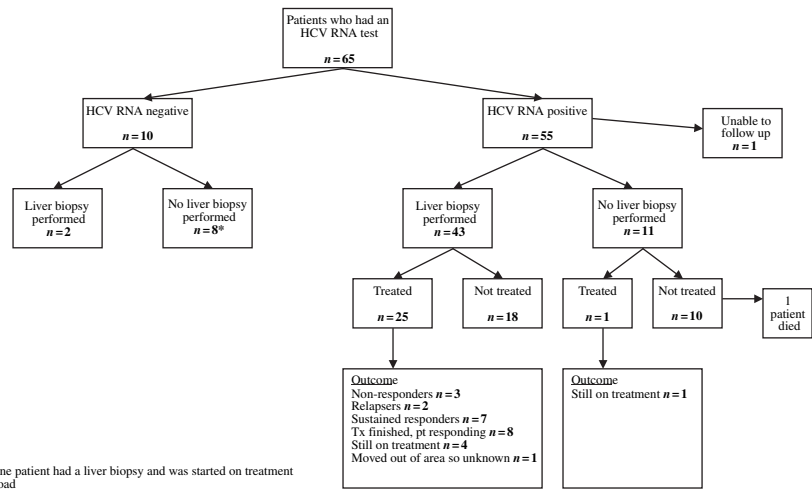 Patients who had an
HCV RNA test
n=65
HCV RNA negative
n=10
HCV RNA positive
n=55
Unable to
follow up
n=1
Liver biopsy
performed
n=2
No liver biopsy
performed
n=8*
Liver biopsy
performed
n=43
No liver biopsy
performed
n=11
Treated
n=25
Not treated
n=18
Treated
n=1
Not treated
n=10
1
patient
died
Outcome
Non-responders n=3
Relapsers n=2
Sustained responders n=7
Tx finished, pt responding n=8
Still on treatment n=4
Moved out of area so unknown n=1
Outcome
Still on treatment n=1
ne patient had a liver biopsy and was started on treatment
oad